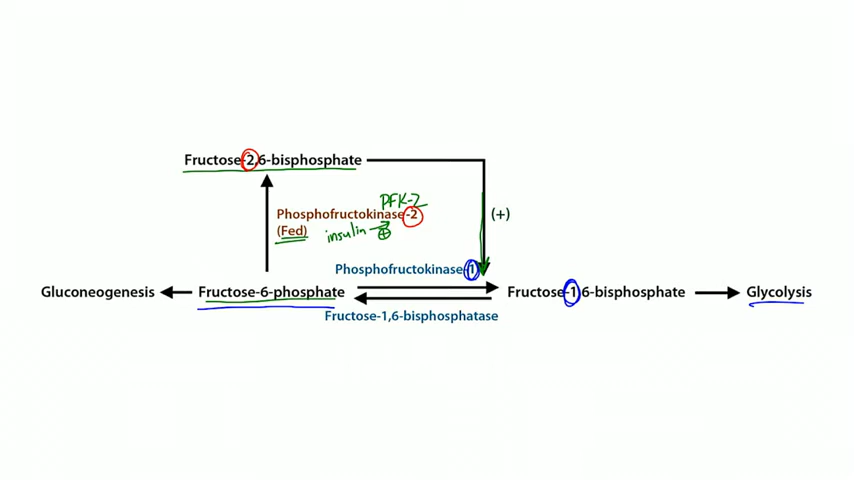 Fructose-2,6-bisphosphate
PFK-2
Phosphofructokinase-2
(+)
(Fed)
insulin → ⊕
Phosphofructokinase-1
Gluconeogenesis
Fructose-6-phosphate
Fructose-1,6-bisphosphate
Glycolysis
Fructose-1,6-bisphosphatase